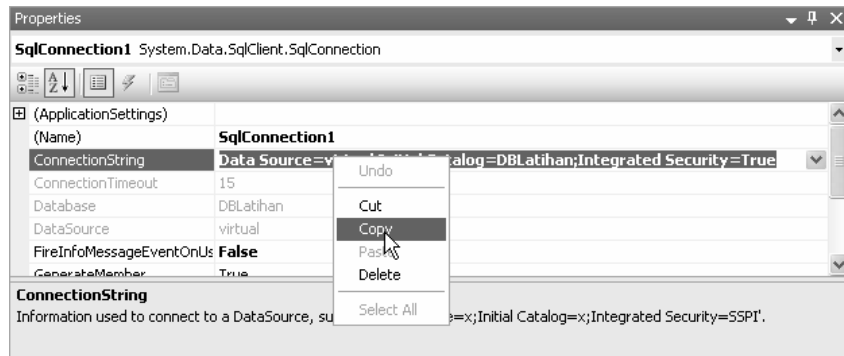 Properties
SqlConnection1 System.Data.SqlClient.SqlConnection
(ApplicationSettings)
(Name) SqlConnection1
ConnectionString Data Source=virtual Catalog=DBLatihan;Integrated Security=True
ConnectionTimeout 15
Database DBLatihan
DataSource virtual
FireInfoMessageEventOnUs False
GenerateMember True
Undo
Cut
Copy
Paste
Delete
Select All
ConnectionString
Information used to connect to a DataSource, =x;Initial Catalog=x;Integrated Security=SSPI'.